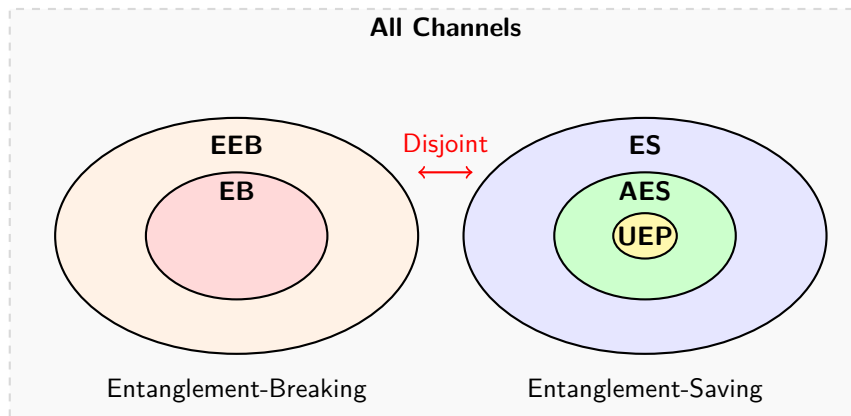 All Channels
Disjoint
EEB
EB
ES
AES
UEP
Entanglement-Breaking
Entanglement-Saving